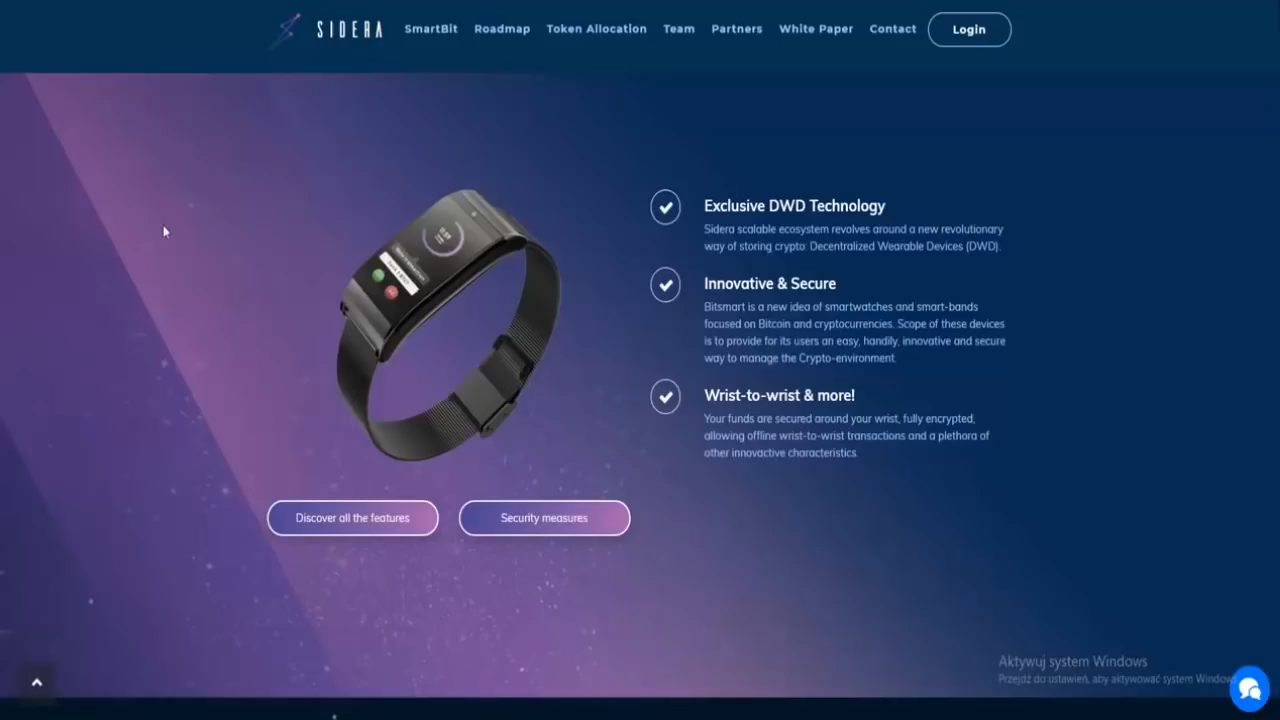 SIDERA
SmartBit
Roadmap
Token Allocation
Team
Partners
White Paper
Contact
Login
Exclusive DWD Technology
Sidera scalable ecosystem revolves around a new revolutionary
way of storing crypto: Decentralized Wearable Devices (DWD).
Innovative & Secure
Bitsmart is a new idea of smartwatches and smart-bands
focused on Bitcoin and cryptocurrencies. Scope of these devices
is to provide for its users an easy, handily, innovative and secure
way to manage the Crypto-environment.
Wrist-to-wrist & more!
Your funds are secured around your wrist, fully encrypted,
allowing offline wrist-to-wrist transactions and a plethora of
other innovactive characteristics.
Discover all the features
Security measures
Aktywuj system Windows
Przejdź do ustawień, aby aktywować system Windows